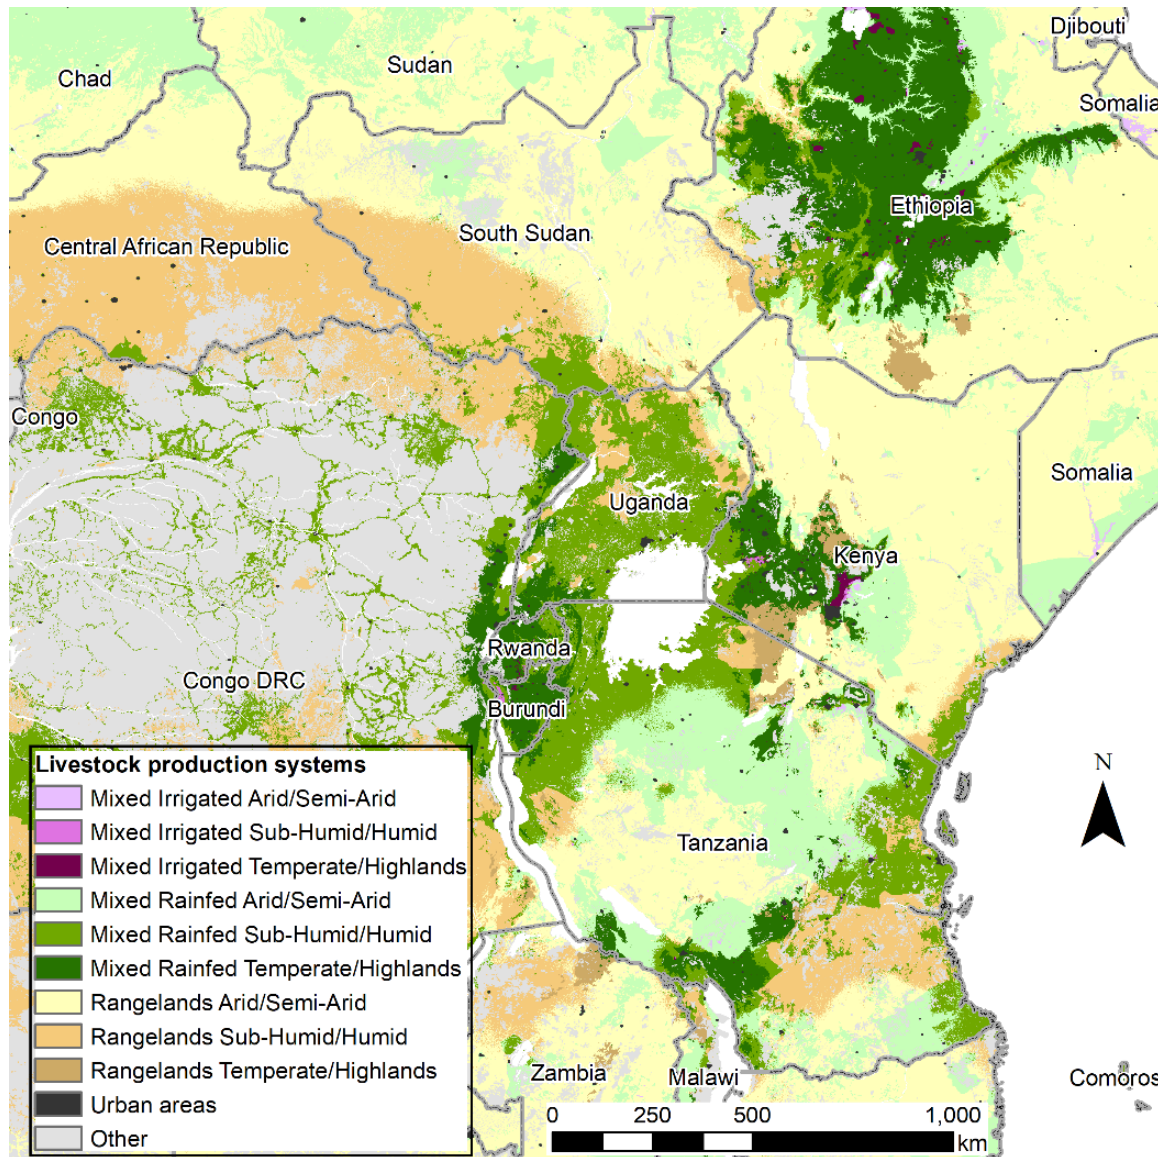 Djibouti
Sudan
Chad
Somalia
Ethiopia
South Sudan
Central African Republic
Congo
Somalia
Uganda
Kenya
Rwanda
Congo DRC
Burundi
Livestock production systems
Mixed Irrigated Arid/Semi-Arid
Mixed Irrigated Sub-Humid/Humid
Mixed Irrigated Temperate/Highlands
Mixed Rainfed Arid/Semi-Arid
Mixed Rainfed Sub-Humid/Humid
Mixed Rainfed Temperate/Highlands
Rangelands Arid/Semi-Arid
Rangelands Sub-Humid/Humid
Rangelands Temperate/Highlands
Urban areas
Other
N
Tanzania
Zambia
Malawi
Comoros
0 250 500 1,000
km